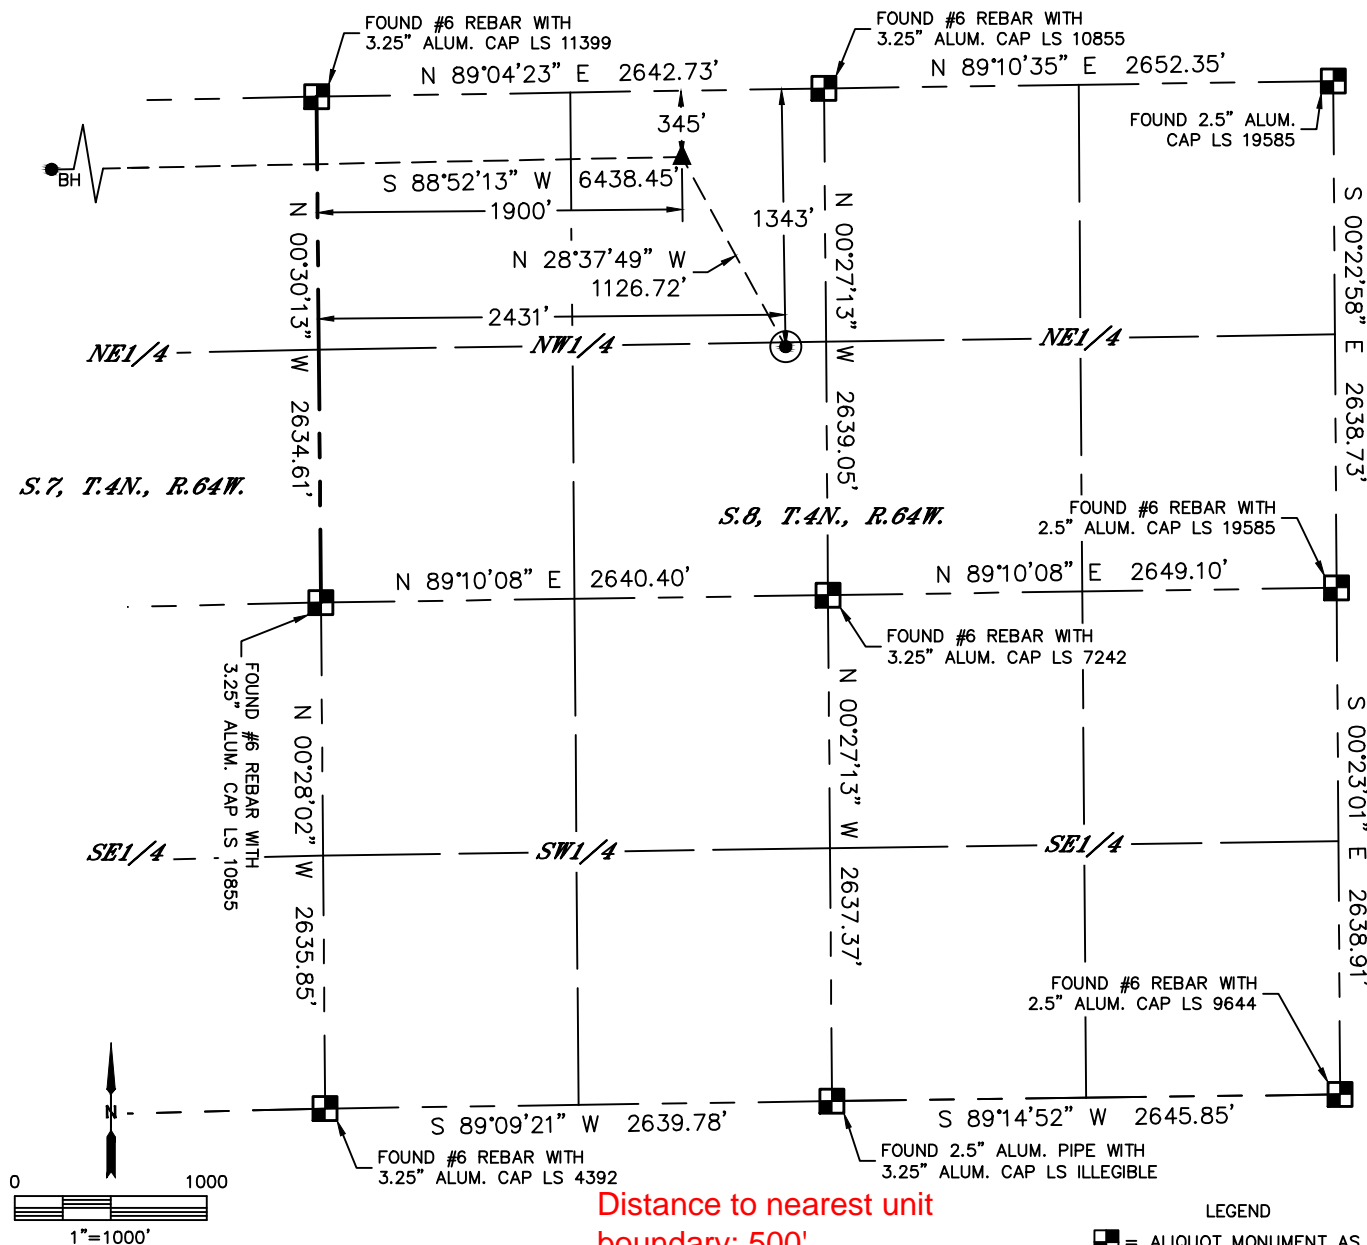 FOUND #6 REBAR WITH
3.25” ALUM. CAP LS 11399
FOUND #6 REBAR WITH
3.25” ALUM. CAP LS 10855
N 89°04’23” E 2642.73’
N 89°10’35” E 2652.35’
FOUND 2.5” ALUM.
CAP LS 19585
345’
BH
S 88°52’13” W 6438.45’
1900’
1343’
N 28°37’49” W
1126.72’
2431’
N 00°30’13” W 2634.61’
N 00°27’13” W 2639.05’
S 00°22’58” E 2638.73’
NE1/4
NW1/4
NE1/4
S.7, T.4N., R.64W.
S.8, T.4N., R.64W.
FOUND #6 REBAR WITH
2.5” ALUM. CAP LS 19585
N 89°10’08” E 2640.40’
N 89°10’08” E 2649.10’
FOUND #6 REBAR WITH
3.25” ALUM. CAP LS 7242
FOUND #6 REBAR WITH
3.25” ALUM. CAP LS 10855
N 00°28’02” W 2635.85’
N 00°27’13” W 2637.37’
S 00°23’01” E 2638.91’
SE1/4
SW1/4
SE1/4
FOUND #6 REBAR WITH
2.5” ALUM. CAP LS 9644
N
S 89°09’21” W 2639.78’
S 89°14’52” W 2645.85’
FOUND #6 REBAR WITH
3.25” ALUM. CAP LS 4392
FOUND 2.5” ALUM. PIPE WITH
3.25” ALUM. CAP LS ILLEGIBLE
0 1000
1”=1000’
Distance to nearest unit
boundary: 500'
LEGEND
= ALIQUOT MONUMENT AS